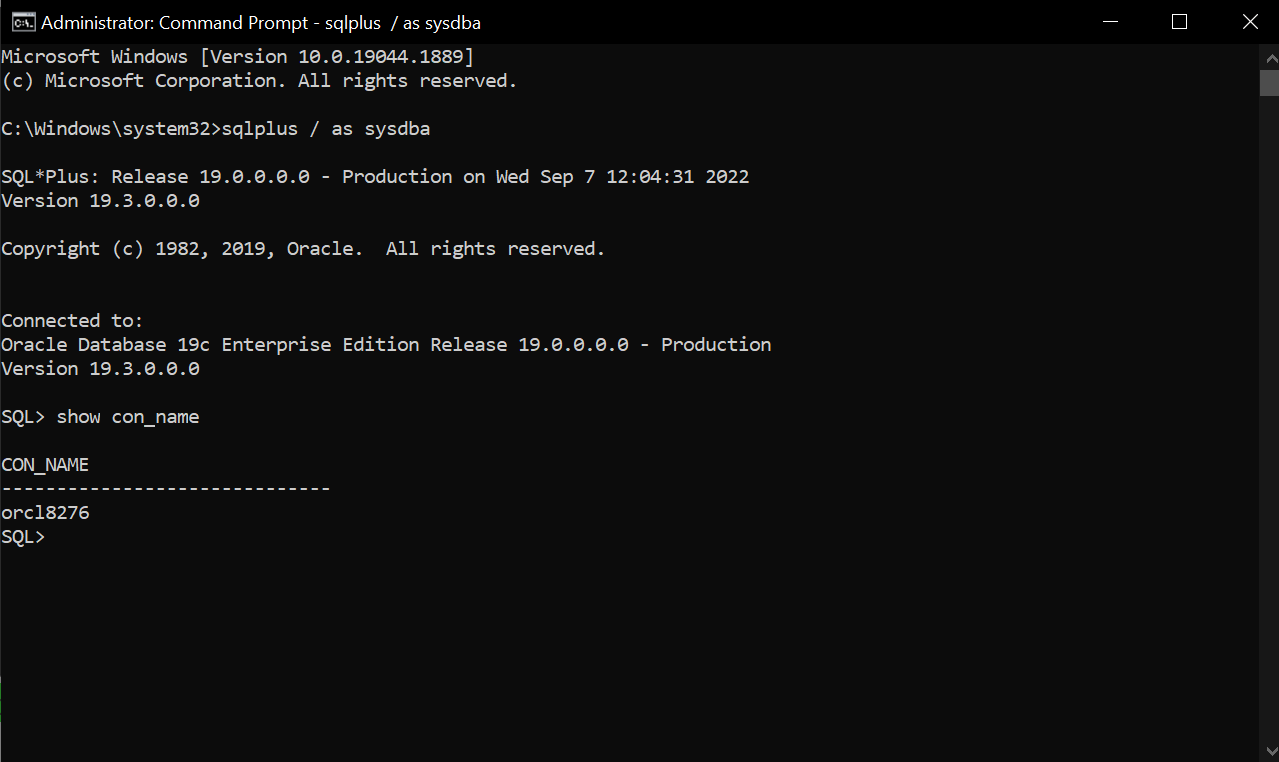 Administrator: Command Prompt - sqlplus  / as sysdba
Microsoft Windows [Version 10.0.19044.1889]
(c) Microsoft Corporation. All rights reserved.
C:\Windows\system32>sqlplus / as sysdba
SQL*Plus: Release 19.0.0.0.0 - Production on Wed Sep 7 12:04:31 2022
Version 19.3.0.0.0
Copyright (c) 1982, 2019, Oracle.  All rights reserved.
Connected to:
Oracle Database 19c Enterprise Edition Release 19.0.0.0.0 - Production
Version 19.3.0.0.0
SQL> show con_name
CON_NAME
------------------------------
orcl8276
SQL>